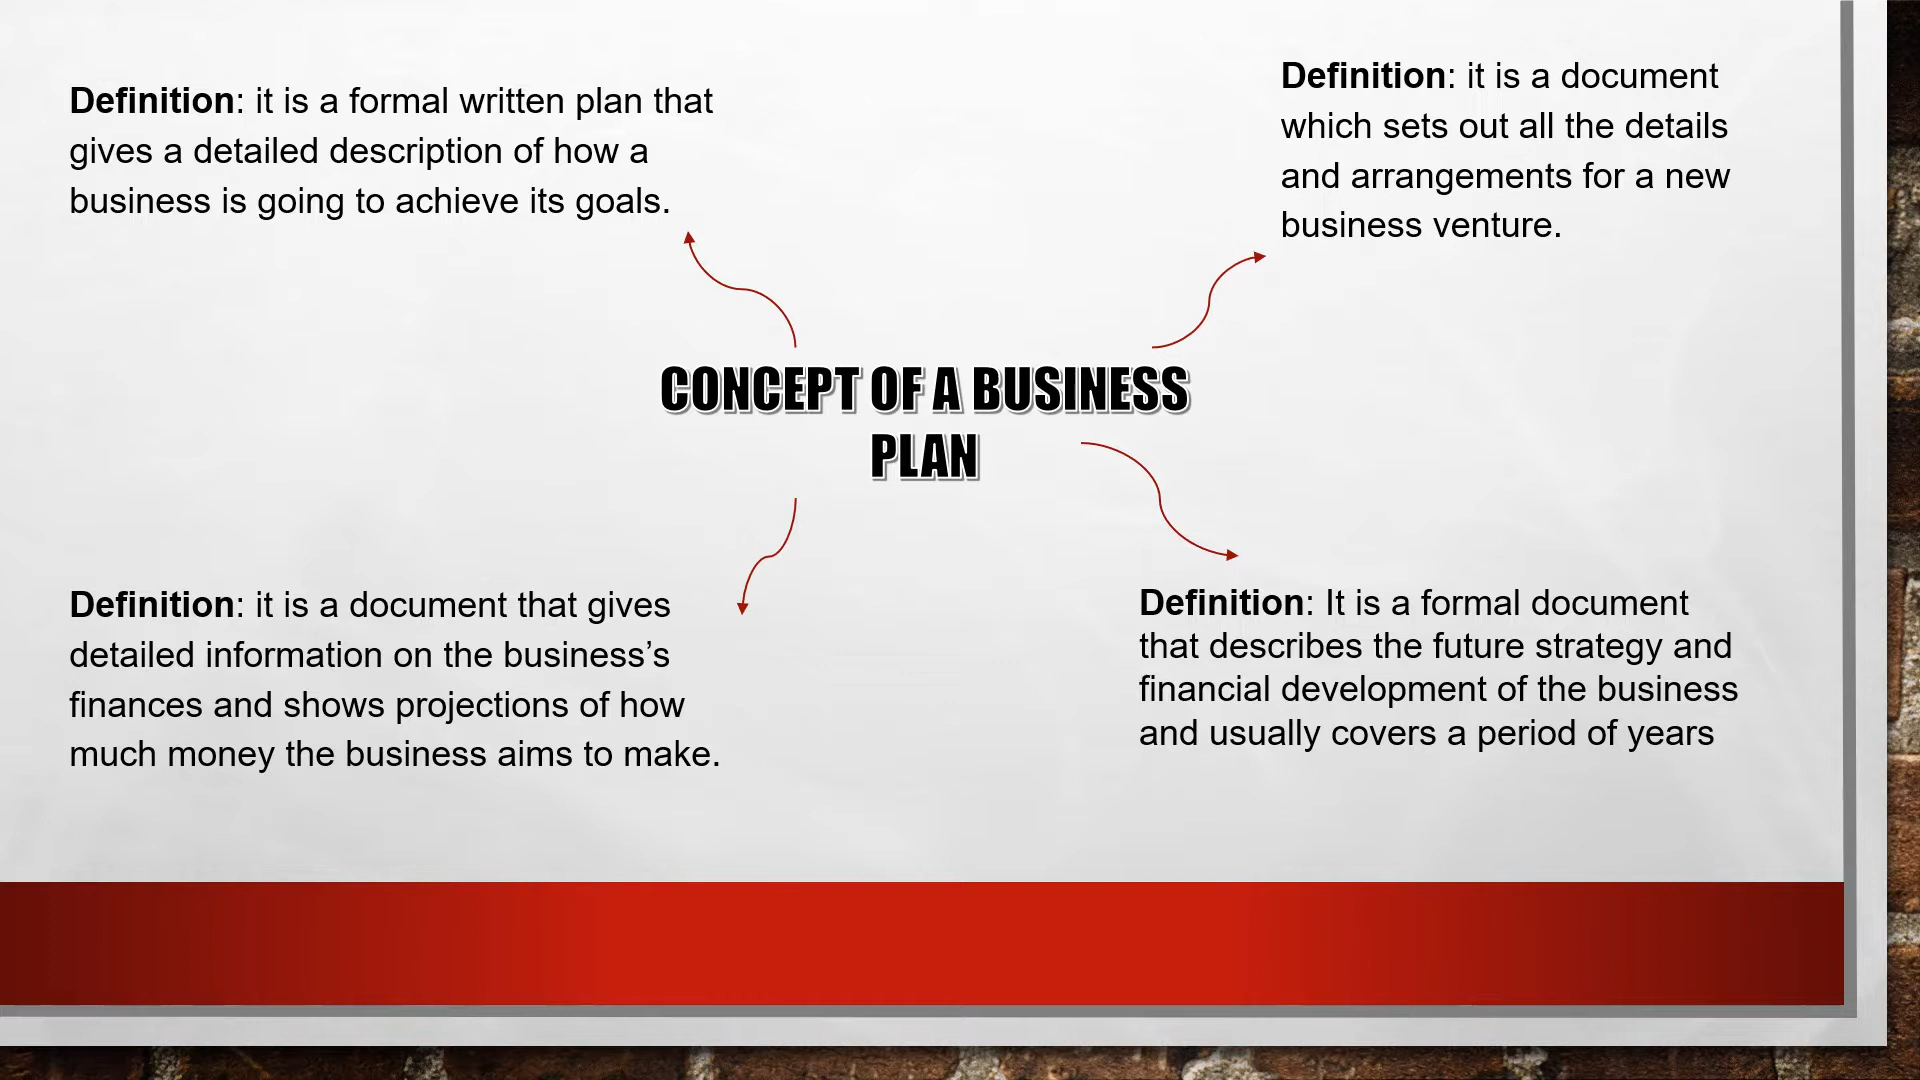 Definition: it is a formal written plan that
gives a detailed description of how a
business is going to achieve its goals.
Definition: it is a document
which sets out all the details
and arrangements for a new
business venture.
CONCEPT OF A BUSINESS
PLAN
Definition: it is a document that gives
detailed information on the business’s
finances and shows projections of how
much money the business aims to make.
Definition: It is a formal document
that describes the future strategy and
financial development of the business
and usually covers a period of years